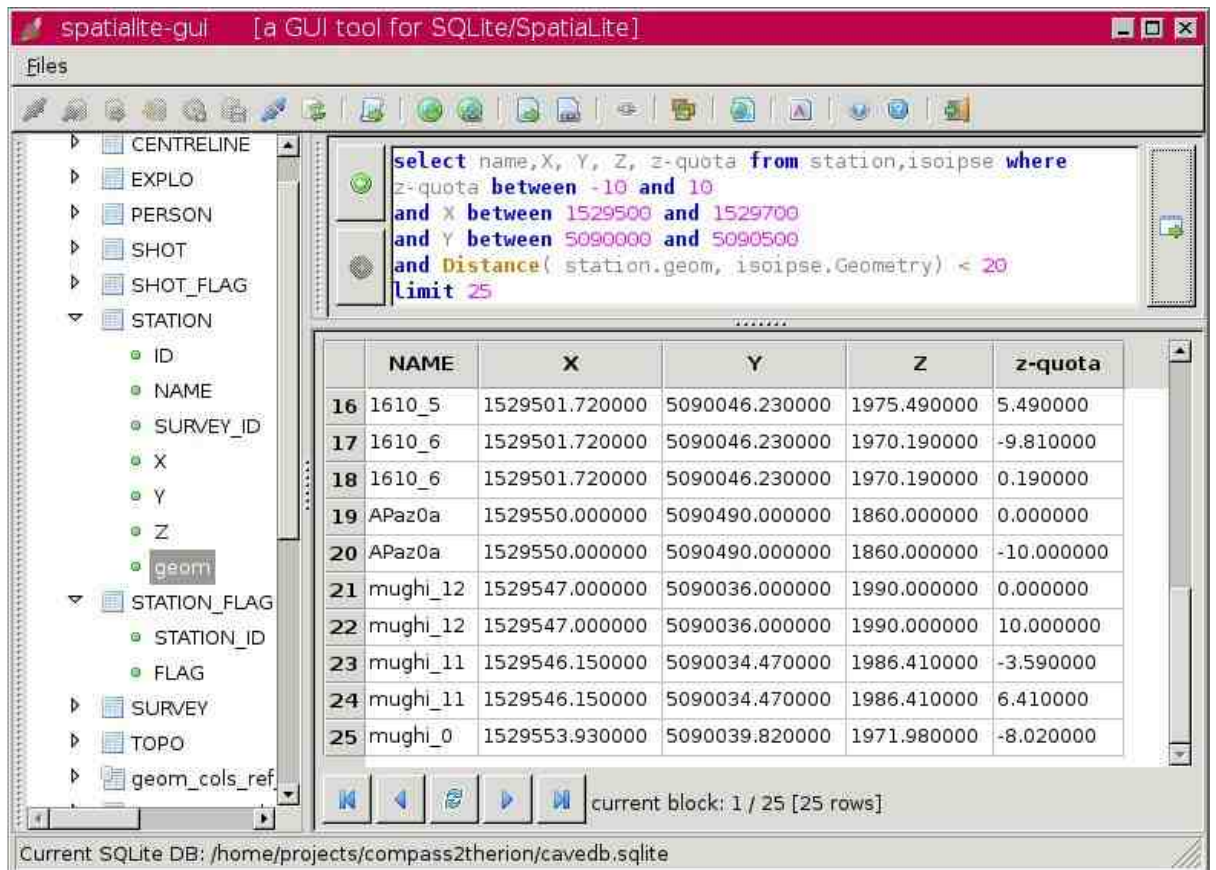 spatialite-gui [a GUI tool for SQLite/SpatiaLite]
Files
CENTRELINE
EXPLO
PERSON
SHOT
SHOT_FLAG
STATION
ID
NAME
SURVEY_ID
X
Y
Z
geom
STATION_FLAG
STATION_ID
FLAG
SURVEY
TOPO
geom_cols_ref_
select name,X, Y, Z, z-quota from station,isoipse where
z-quota between -10 and 10
and X between 1529500 and 1529700
and Y between 5090000 and 5090500
and Distance( station.geom, isoipse.Geometry) < 20
limit 25
NAME X Y Z z-quota
16 1610_5 1529501.720000 5090046.230000 1975.490000 5.490000
17 1610_6 1529501.720000 5090046.230000 1970.190000 -9.810000
18 1610_6 1529501.720000 5090046.230000 1970.190000 0.190000
19 APaz0a 1529550.000000 5090490.000000 1860.000000 0.000000
20 APaz0a 1529550.000000 5090490.000000 1860.000000 -10.000000
21 mughi_12 1529547.000000 5090036.000000 1990.000000 0.000000
22 mughi_12 1529547.000000 5090036.000000 1990.000000 10.000000
23 mughi_11 1529546.150000 5090034.470000 1986.410000 -3.590000
24 mughi_11 1529546.150000 5090034.470000 1986.410000 6.410000
25 mughi_0 1529553.930000 5090039.820000 1971.980000 -8.020000
current block: 1 / 25 [25 rows]
Current SQLite DB: /home/projects/compass2therion/cavedb.sqlite